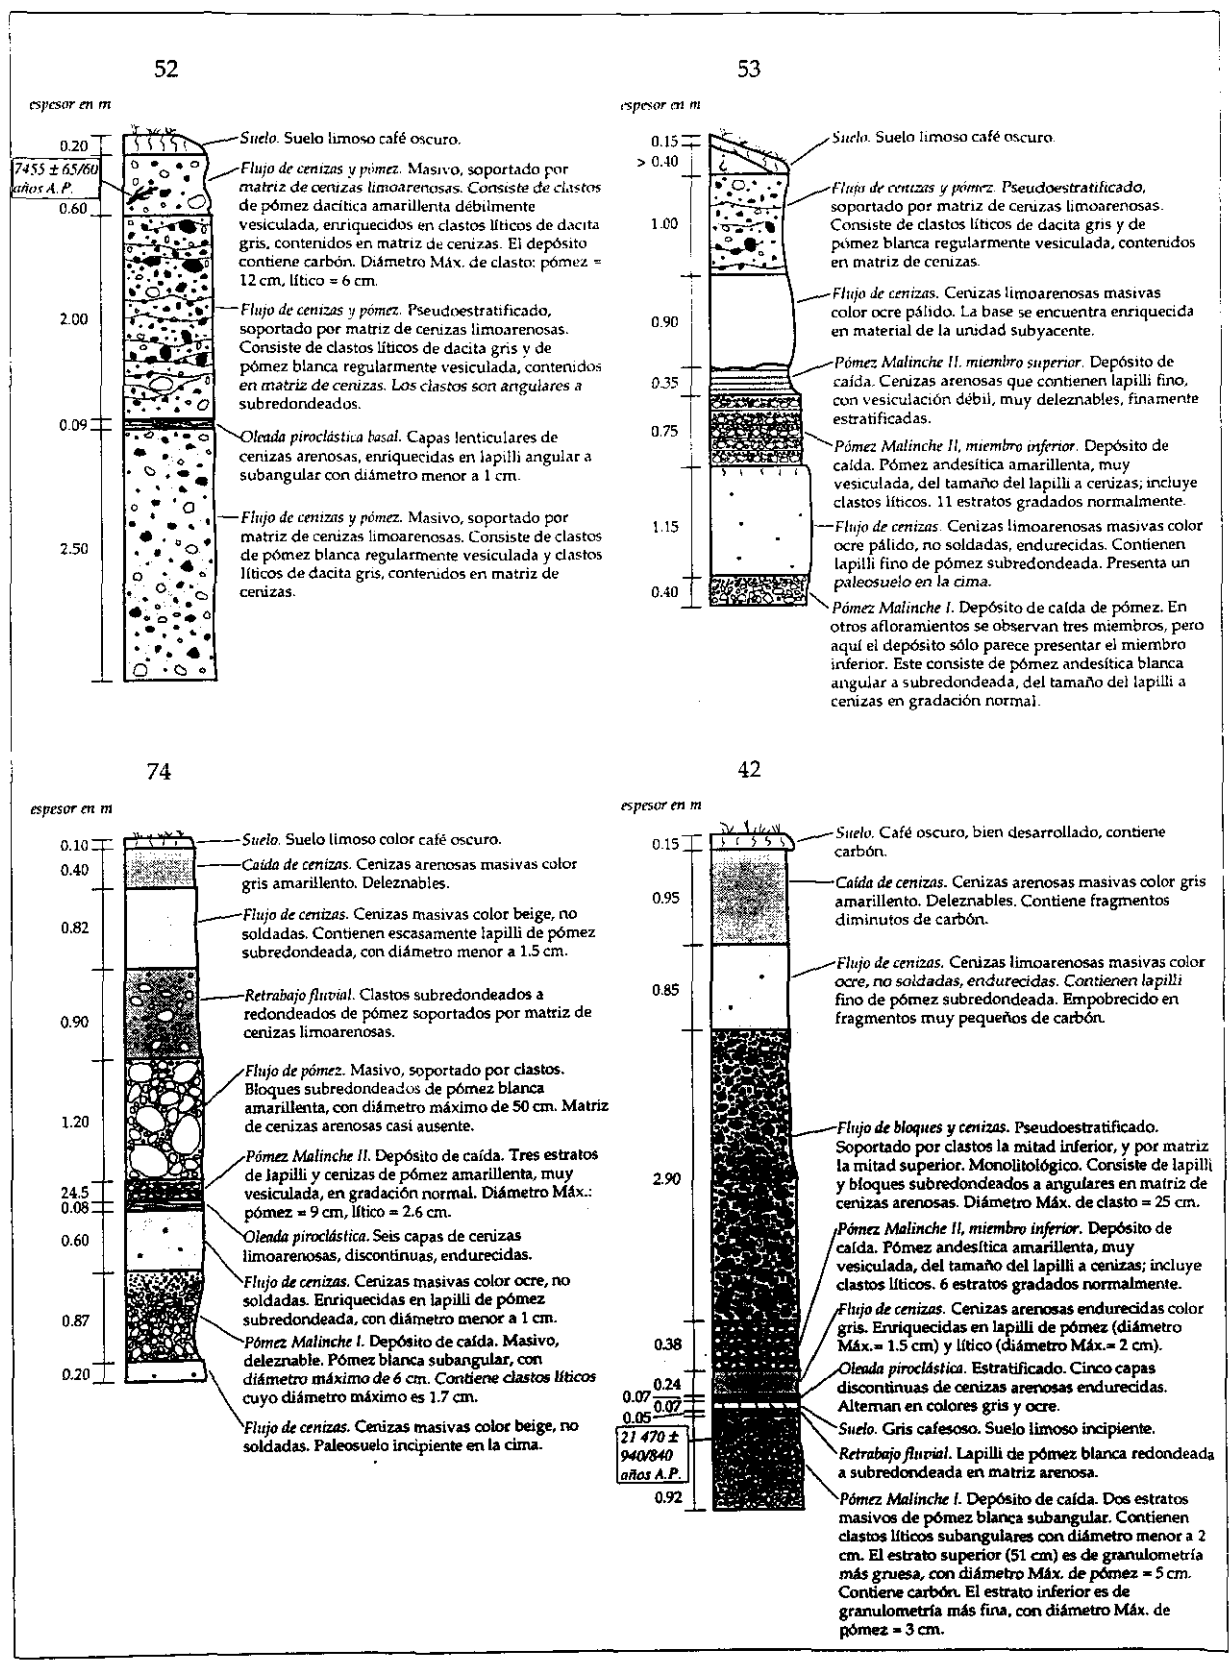 52
espesor en m
0.20
7455 ± 65/60
años A.P.
0.60
2.00
0.09
2.50
Suelo. Suelo limoso café oscuro.
Flujo de cenizas y pómez. Masivo, soportado por
matriz de cenizas limoarenosas. Consiste de clastos
de pómez dacítica amarillenta débilmente
vesiculada, enriquecidos en clastos líticos de dacita
gris, contenidos en matriz de cenizas. El depósito
contiene carbón. Diámetro Máx. de clasto: pómez =
12 cm, lítico = 6 cm.
Flujo de cenizas y pómez. Pseudoestratificado,
soportado por matriz de cenizas limoarenosas.
Consiste de clastos líticos de dacita gris y de
pómez blanca regularmente vesiculada, contenidos
en matriz de cenizas. Los clastos son angulares a
subredondeados.
Oleada piroclástica basal. Capas lenticulares de
cenizas arenosas, enriquecidas en lapilli angular a
subangular con diámetro menor a 1 cm.
Flujo de cenizas y pómez. Masivo, soportado por
matriz de cenizas limoarenosas. Consiste de clastos
de pómez blanca regularmente vesiculada y clastos
líticos de dacita gris, contenidos en matriz de
cenizas.
53
espesor en m
0.15
> 0.40
1.00
0.90
0.35
0.75
1.15
0.40
Suelo. Suelo limoso café oscuro.
Flujo de cenizas y pómez. Pseudoestratificado,
soportado por matriz de cenizas limoarenosas.
Consiste de clastos líticos de dacita gris y de
pómez blanca regularmente vesiculada, contenidos
en matriz de cenizas.
Flujo de cenizas. Cenizas limoarenosas masivas
color ocre pálido. La base se encuentra enriquecida
en material de la unidad subyacente.
Pómez Malinche II. miembro superior. Depósito de
caída. Cenizas arenosas que contienen lapilli fino,
con vesiculación débil, muy deleznables, finamente
estratificadas.
Pómez Malinche II, miembro inferior. Depósito de
caída. Pómez andesítica amarillenta, muy
vesiculada, del tamaño del lapilli a cenizas; incluye
clastos líticos. 11 estratos gradados normalmente.
Flujo de cenizas. Cenizas limoarenosas masivas color
ocre pálido, no soldadas, endurecidas. Contienen
lapilli fino de pómez subredondeada. Presenta un
paleosuelo en la cima.
Pómez Malinche I. Depósito de caída de pómez. En
otros afloramientos se observan tres miembros, pero
aquí el depósito sólo parece presentar el miembro
inferior. Este consiste de pómez andesítica blanca
angular a subredondeada, del tamaño del lapilli a
cenizas en gradación normal.
74
espesor en m
0.10
0.40
0.82
0.90
1.20
24.5
0.08
0.60
0.87
0.20
Suelo. Suelo limoso color café oscuro.
Caída de cenizas. Cenizas arenosas masivas color
gris amarillento. Deleznables.
Flujo de cenizas. Cenizas masivas color beige, no
soldadas. Contienen escasamente lapilli de pómez
subredondeada, con diámetro menor a 1.5 cm.
Retrabajo fluvial. Clastos subredondeados a
redondeados de pómez soportados por matriz de
cenizas limoarenosas.
Flujo de pómez. Masivo, soportado por clastos.
Bloques subredondeados de pómez blanca
amarillenta, con diámetro máximo de 50 cm. Matriz
de cenizas arenosas casi ausente.
Pómez Malinche II. Depósito de caída. Tres estratos
de lapilli y cenizas de pómez amarillenta, muy
vesiculada, en gradación normal. Diámetro Máx.:
pómez = 9 cm, lítico = 2.6 cm.
Oleada piroclástica. Seis capas de cenizas
limoarenosas, discontinuas, endurecidas.
Flujo de cenizas. Cenizas masivas color ocre, no
soldadas. Enriquecidas en lapilli de pómez
subredondeada, con diámetro menor a 1 cm.
Pómez Malinche I. Depósito de caída. Masivo,
deleznable. Pómez blanca subangular, con
diámetro máximo de 6 cm. Contiene clastos líticos
cuyo diámetro máximo es 1.7 cm.
Flujo de cenizas. Cenizas masivas color beige, no
soldadas. Paleosuelo incipiente en la cima.
42
espesor en m
0.15
0.95
0.85
2.90
0.38
0.24
0.07
0.07
0.05
21 470 ±
940/840
años A.P.
0.92
Suelo. Café oscuro, bien desarrollado, contiene
carbón.
Caída de cenizas. Cenizas arenosas masivas color gris
amarillento. Deleznables. Contiene fragmentos
diminutos de carbón.
Flujo de cenizas. Cenizas limoarenosas masivas color
ocre, no soldadas, endurecidas. Contienen lapilli
fino de pómez subredondeada. Empobrecido en
fragmentos muy pequeños de carbón.
Flujo de bloques y cenizas. Pseudoestratificado.
Soportado por clastos la mitad inferior, y por matriz
la mitad superior. Monolitológico. Consiste de lapilli
y bloques subredondeados a angulares en matriz de
cenizas arenosas. Diámetro Máx. de clasto = 25 cm.
Pómez Malinche II, miembro inferior. Depósito de
caída. Pómez andesítica amarillenta, muy
vesiculada, del tamaño del lapilli a cenizas; incluye
clastos líticos. 6 estratos gradados normalmente.
Flujo de cenizas. Cenizas arenosas endurecidas color
gris. Enriquecidas en lapilli de pómez (diámetro
Máx.= 1.5 cm) y lítico (diámetro Máx.= 2 cm).
Oleada piroclástica. Estratificado. Cinco capas
discontinuas de cenizas arenosas endurecidas.
Alternan en colores gris y ocre.
Suelo. Gris cafesoso. Suelo limoso incipiente.
Retrabajo fluvial. Lapilli de pómez blanca redondeada
a subredondeada en matriz arenosa.
Pómez Malinche I. Depósito de caída. Dos estratos
masivos de pómez blanca subangular. Contienen
clastos líticos subangulares con diámetro menor a 2
cm. El estrato superior (51 cm) es de granulometría
más gruesa, con diámetro Máx. de pómez = 5 cm.
Contiene carbón. El estrato inferior es de
granulometría más fina, con diámetro Máx. de
pómez = 3 cm.